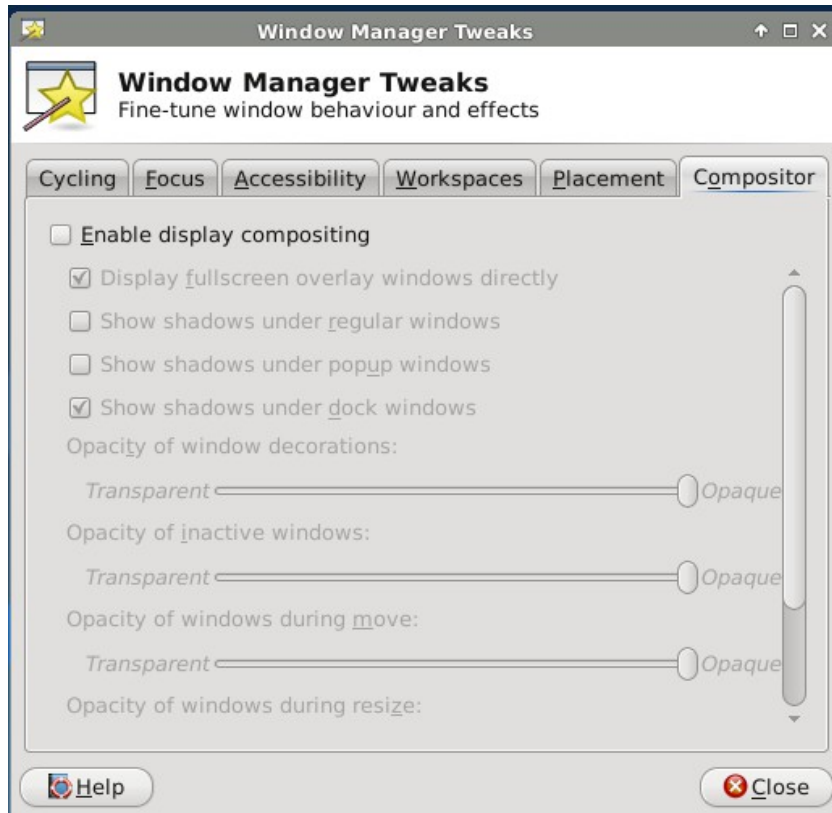 Window Manager Tweaks
Window Manager Tweaks
Fine-tune window behaviour and effects
Cycling Focus Accessibility Workspaces Placement Compositor
Enable display compositing
Display fullscreen overlay windows directly
Show shadows under regular windows
Show shadows under popup windows
Show shadows under dock windows
Opacity of window decorations:
Transparent Opaque
Opacity of inactive windows:
Transparent Opaque
Opacity of windows during move:
Transparent Opaque
Opacity of windows during resize:
Help Close